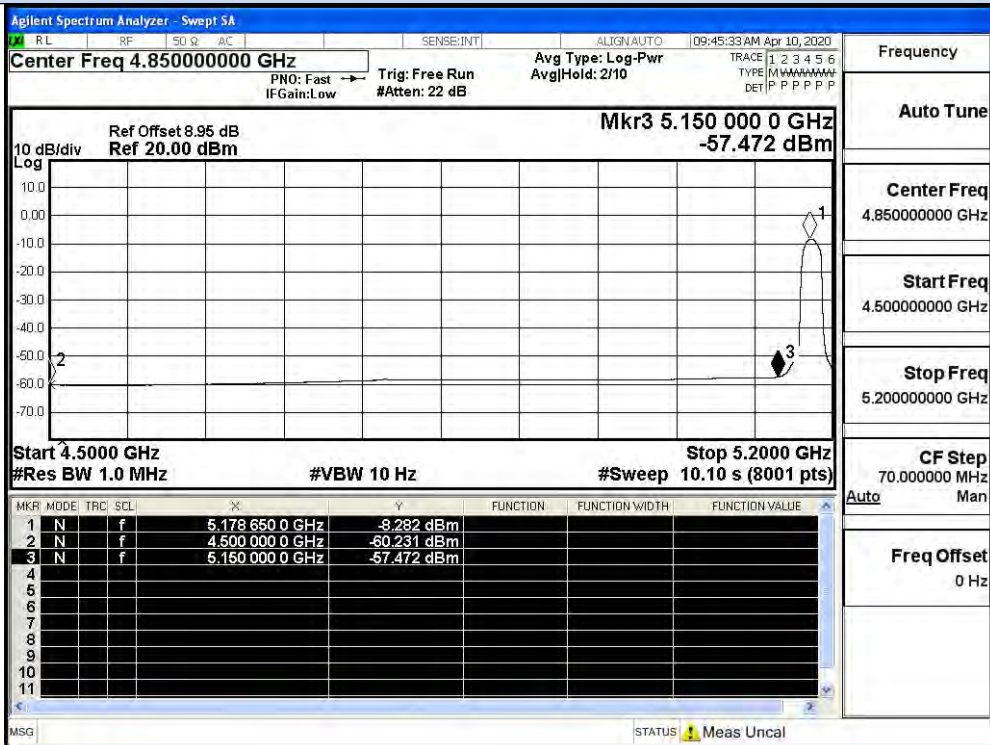 Agilent Spectrum Analyzer - Swept SA
LXI RL RF 50 Ω AC SENSE:INT ALIGNAUTO 09:45:33 AM Apr 10, 2020
Center Freq 4.850000000 GHz
PNO: Fast
IFGain:Low
Trig: Free Run
#Atten: 22 dB
Avg Type: Log-Pwr
Avg|Hold: 2/10
TRACE 1 2 3 4 5 6
TYPE M WWWWW
DET P P P P P P
Mkr3 5.150 000 0 GHz
-57.472 dBm
Ref Offset 8.95 dB
10 dB/div Ref 20.00 dBm
Log
10.0
0.00
-10.0
-20.0
-30.0
-40.0
-50.0
-60.0
-70.0
1
2
3
Start 4.5000 GHz Stop 5.2000 GHz
#Res BW 1.0 MHz #VBW 10 Hz #Sweep 10.10 s (8001 pts)
MKR MODE TRC SCL X Y FUNCTION FUNCTION WIDTH FUNCTION VALUE
1 N f 5.178 650 0 GHz -8.282 dBm
2 N f 4.500 000 0 GHz -60.231 dBm
3 N f 5.150 000 0 GHz -57.472 dBm
4
5
6
7
8
9
10
11
MSG STATUS Meas Uncal
Frequency
Auto Tune
Center Freq
4.850000000 GHz
Start Freq
4.500000000 GHz
Stop Freq
5.200000000 GHz
CF Step
70.000000 MHz
Auto Man
Freq Offset
0 Hz